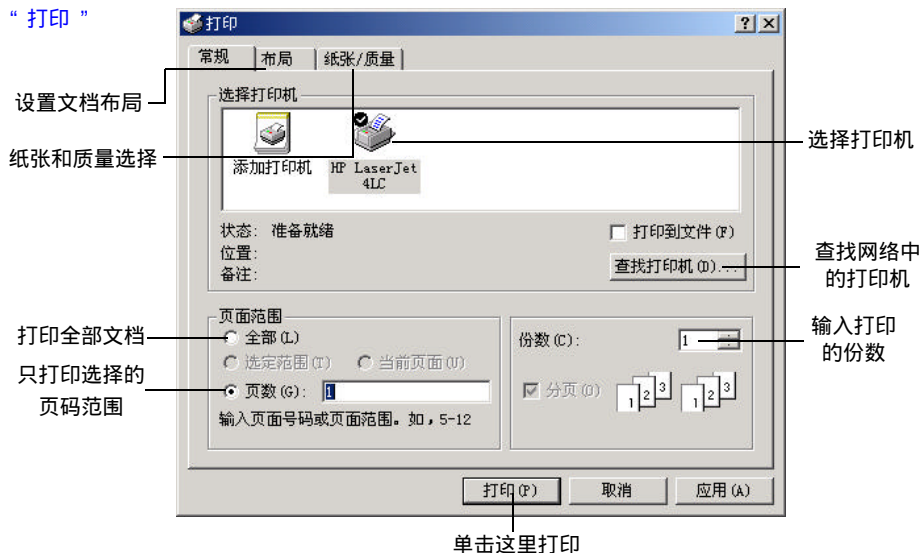 “打印”
打印
常规 布局 纸张/质量
设置文档布局
选择打印机
纸张和质量选择
添加打印机
HP LaserJet
4LC
选择打印机
状态: 准备就绪
位置:
备注:
打印到文件(F)
查找打印机(D)...
查找网络中
的打印机
页面范围
打印全部文档
全部(L)
选定范围(T) 当前页面(U)
只打印选择的
页码范围
页数(G): 1
输入页面号码或页面范围。如,5-12
份数(C): 1
输入打印
的份数
分页(O)
1 2 3 1 2 3
打印(P) 取消 应用(A)
单击这里打印